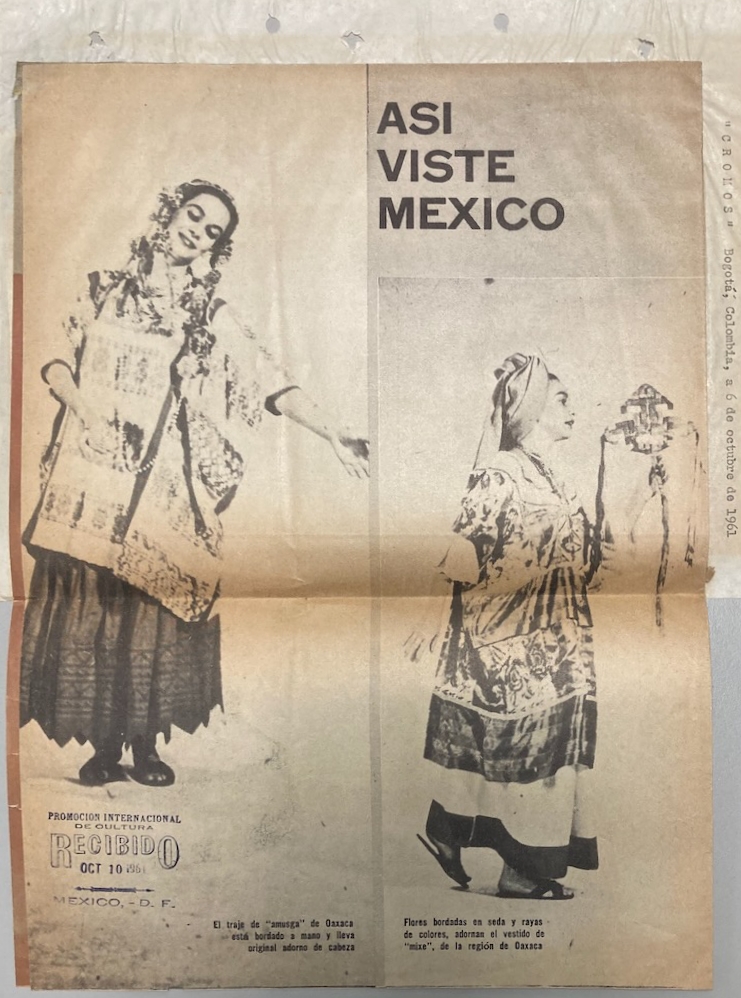 ASI
VISTE
MEXICO
"CROMOS" Bogotá, Colombia, a 6 de octubre de 1961
PROMOCION INTERNACIONAL
DE CULTURA
RECIBIDO
OCT 10 1961
MEXICO, - D. F.
El traje de "amusga" de Oaxaca
está bordado a mano y lleva
original adorno de cabeza
Flores bordadas en seda y rayas
de colores, adornan el vestido de
"mixe", de la región de Oaxaca